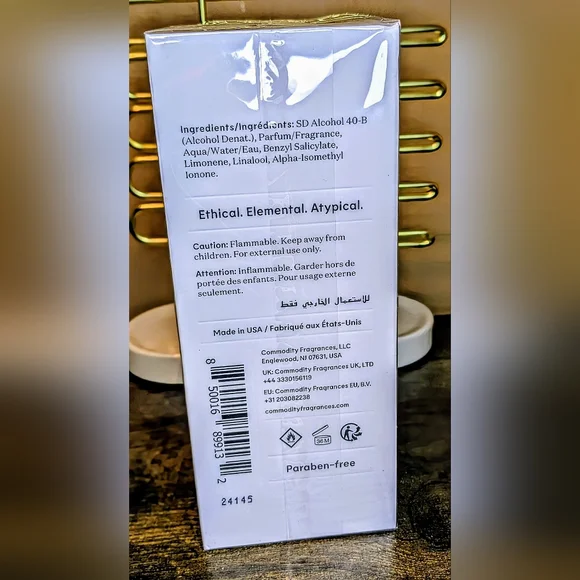 Ingredients/Ingrédients: SD Alcohol 40-B
(Alcohol Denat.), Parfum/Fragrance,
Aqua/Water/Eau, Benzyl Salicylate,
Limonene, Linalool, Alpha-Isomethyl
Ionone.
Ethical. Elemental. Atypical.
Caution: Flammable. Keep away from
children. For external use only.
Attention: Inflammable. Garder hors de
portée des enfants. Pour usage externe
seulement.
للاستعمال الخارجي فقط
Made in USA / Fabriqué aux États-Unis
Commodity Fragrances, LLC
Englewood, NJ 07631, USA
UK: Commodity Fragrances UK, LTD
+44 3330156119
EU: Commodity Fragrances EU, B.V.
+31 203082238
commodityfragrances.com
36 M
Paraben-free
8 50016 89913 2
24145